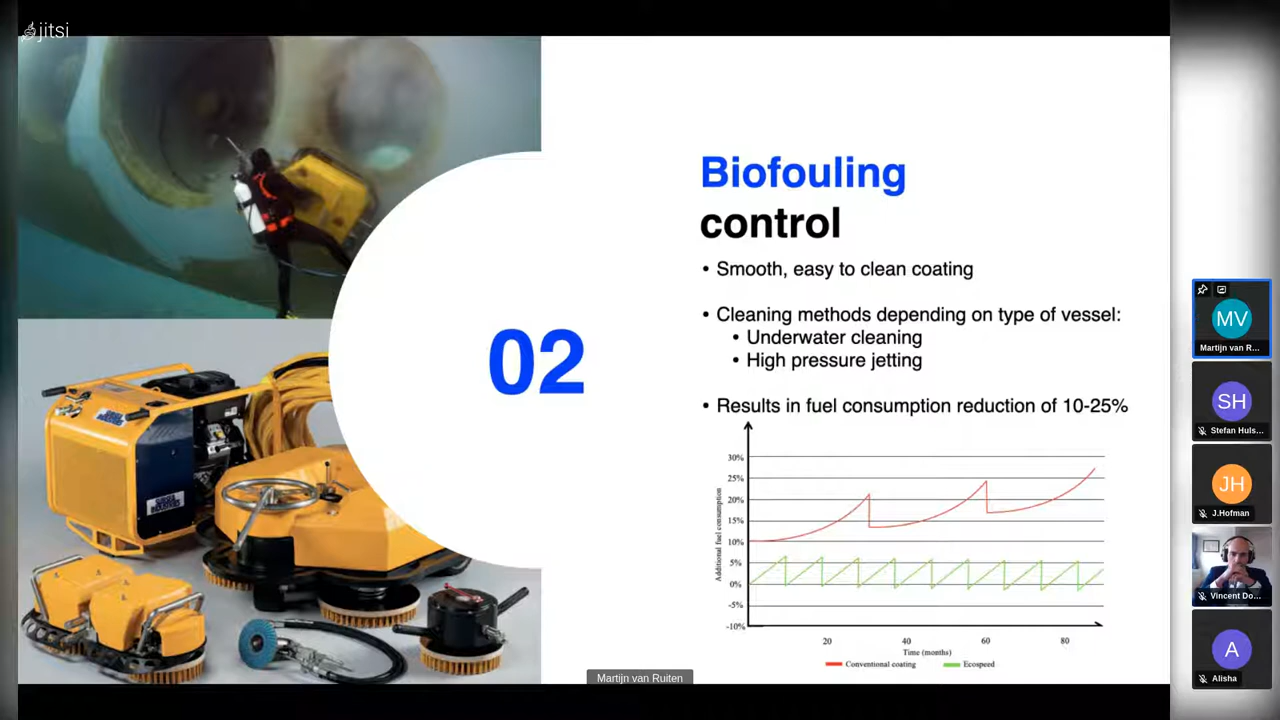 jitsi
Biofouling
control
• Smooth, easy to clean coating
• Cleaning methods depending on type of vessel:
• Underwater cleaning
• High pressure jetting
• Results in fuel consumption reduction of 10-25%
02
30%
25%
20%
15%
10%
5%
0%
-5%
-10%
Additional fuel consumption
20
40
60
80
Time (months)
Conventional coating
Ecospeed
Martijn van Ruiten
MV
Martijn van R...
SH
Stefan Huls...
JH
J.Hofman
Vincent Do...
A
Alisha